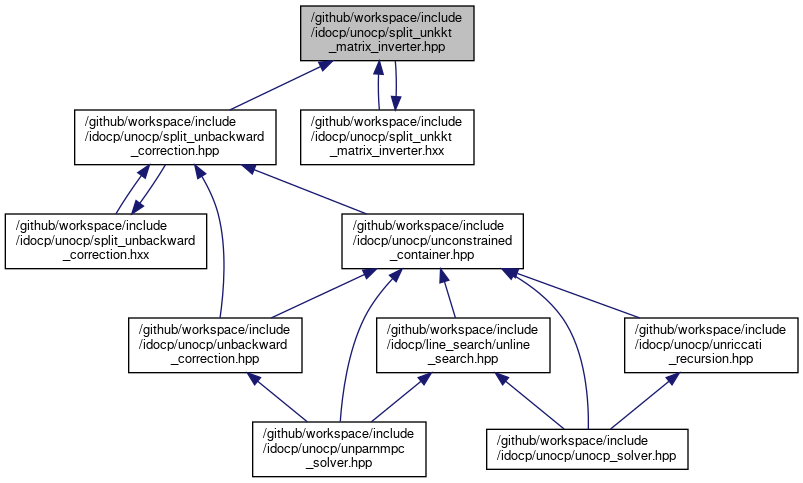 /github/workspace/include
/idocp/unocp/split_unkkt
_matrix_inverter.hpp
/github/workspace/include
/idocp/unocp/split_unbackward
_correction.hpp
/github/workspace/include
/idocp/unocp/split_unkkt
_matrix_inverter.hxx
/github/workspace/include
/idocp/unocp/split_unbackward
_correction.hxx
/github/workspace/include
/idocp/unocp/unconstrained
_container.hpp
/github/workspace/include
/idocp/unocp/unbackward
_correction.hpp
/github/workspace/include
/idocp/line_search/unline
_search.hpp
/github/workspace/include
/idocp/unocp/unriccati
_recursion.hpp
/github/workspace/include
/idocp/unocp/unparnmpc
_solver.hpp
/github/workspace/include
/idocp/unocp/unocp_solver.hpp